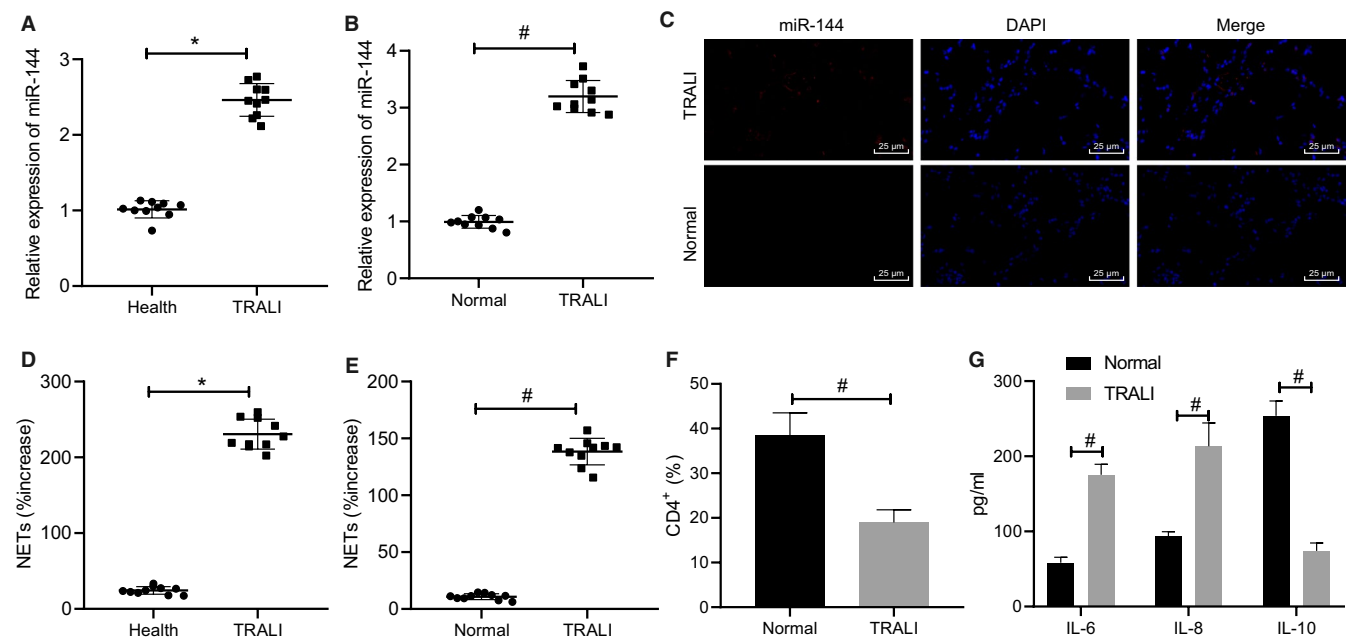 A
*
Relative expression of miR-144
3
2
1
0
Health TRALI
B
#
Relative expression of miR-144
4
3
2
1
0
Normal TRALI
C
miR-144 DAPI Merge
TRALI
25 µm 25 µm 25 µm
Normal
25 µm 25 µm 25 µm
D
*
NETs (%increase)
300
200
100
0
Health TRALI
E
#
NETs (%increase)
200
150
100
50
0
Normal TRALI
F
#
CD4+ (%)
50
40
30
20
10
0
Normal TRALI
G
Normal
TRALI
# # #
pg/ml
300
200
100
0
IL-6 IL-8 IL-10